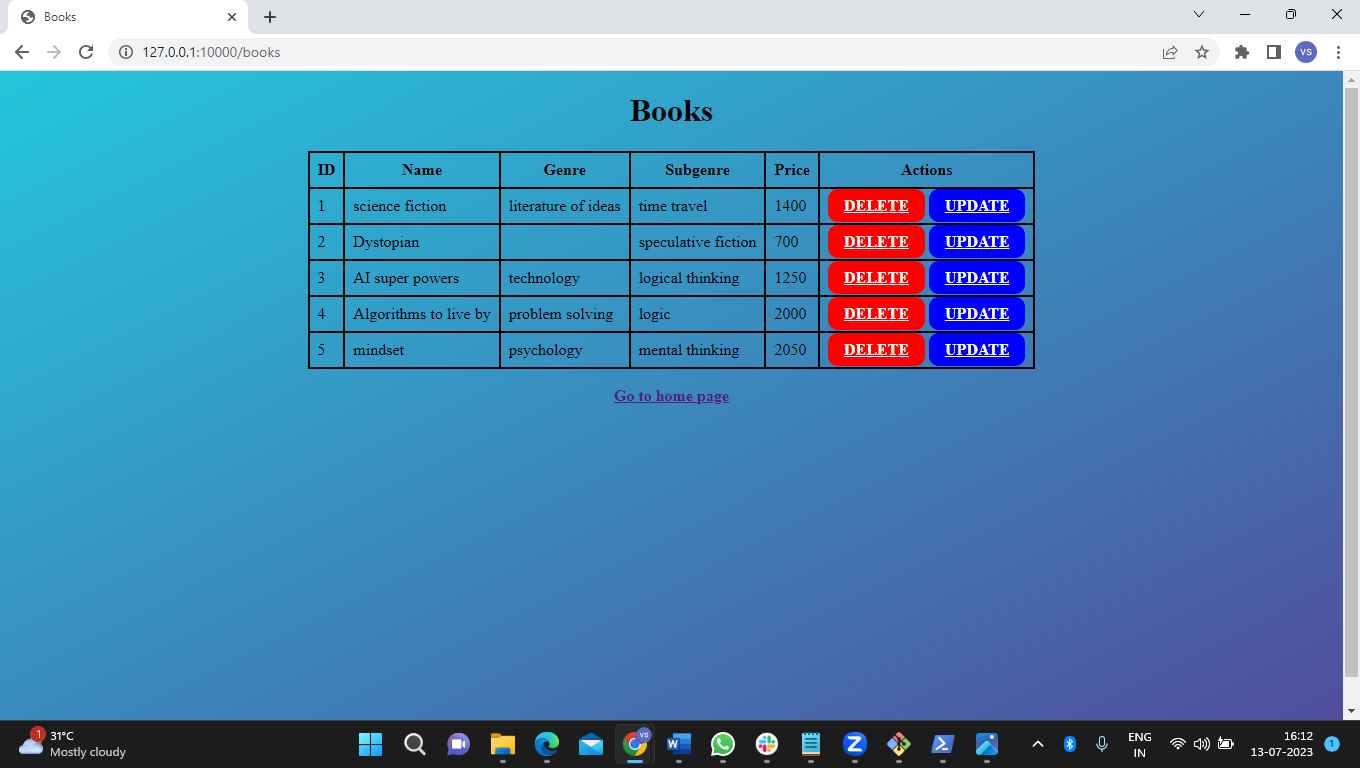 Books
127.0.0.1:10000/books
VS
Books
ID Name Genre Subgenre Price Actions
1 science fiction literature of ideas time travel 1400 DELETE UPDATE
2 Dystopian speculative fiction 700 DELETE UPDATE
3 AI super powers technology logical thinking 1250 DELETE UPDATE
4 Algorithms to live by problem solving logic 2000 DELETE UPDATE
5 mindset psychology mental thinking 2050 DELETE UPDATE
Go to home page
1 31°C
Mostly cloudy
VS
W
Z
ENG
IN
16:12
13-07-2023
1